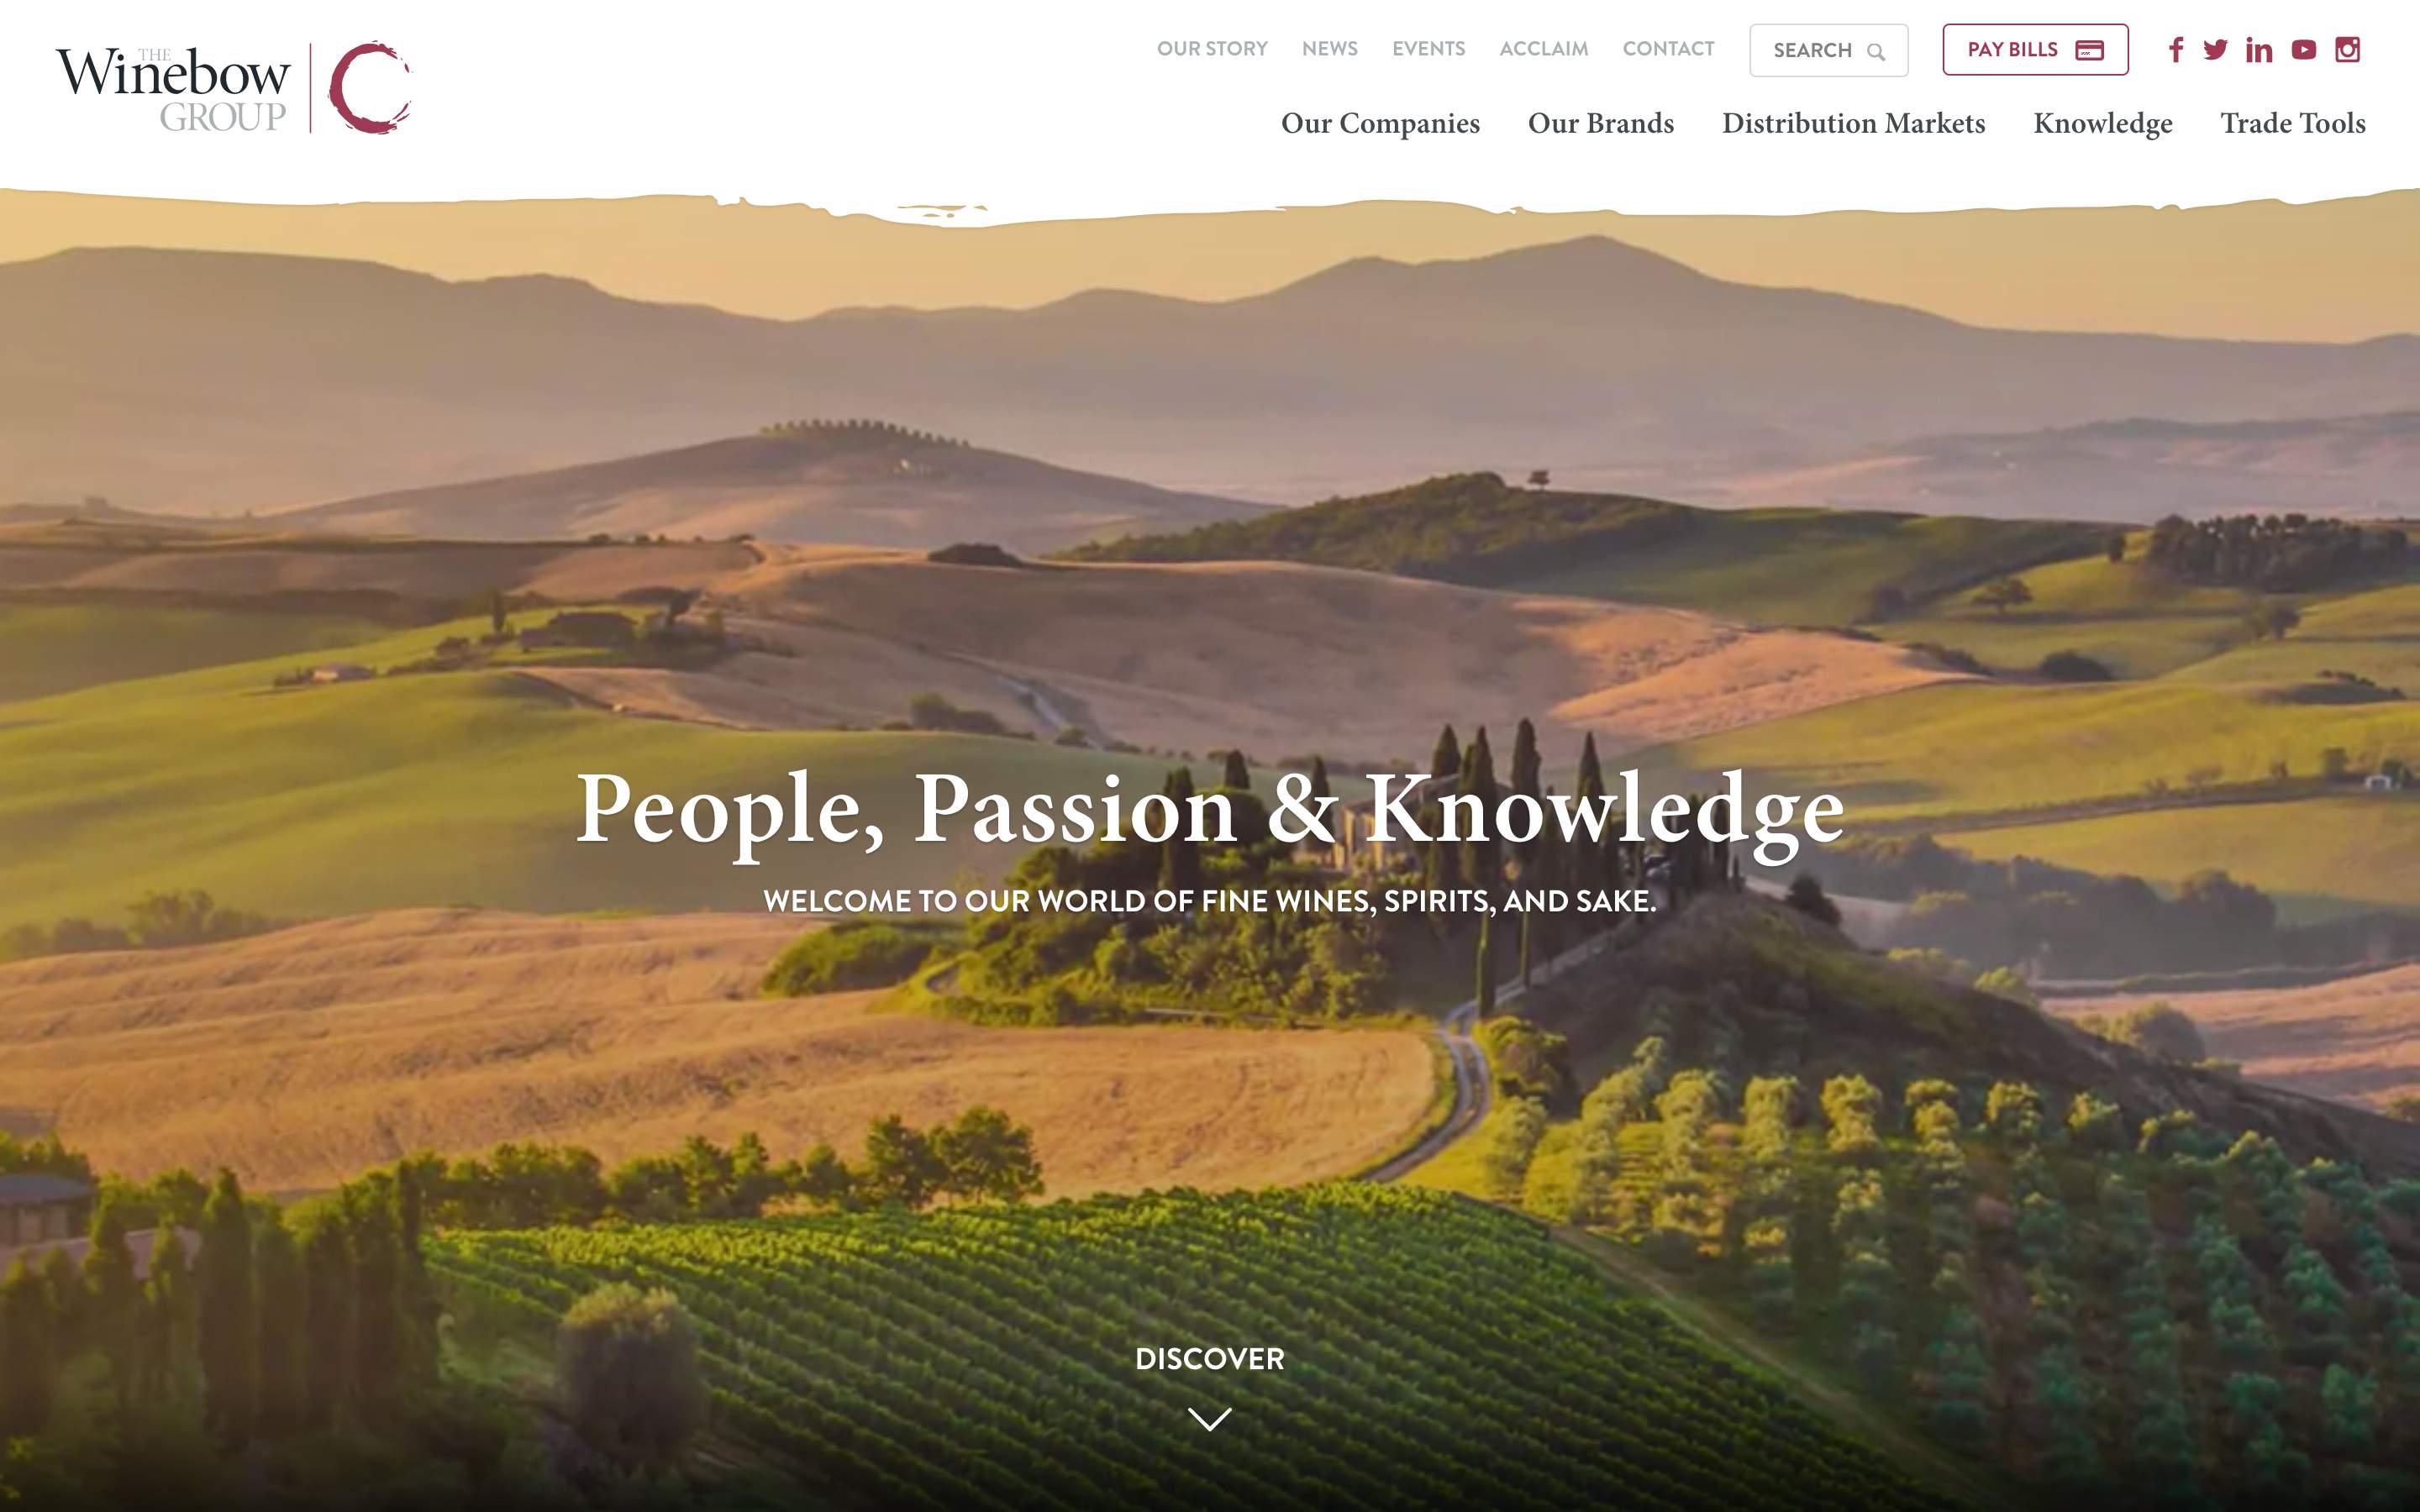 THE
Winebow
GROUP
OUR STORY NEWS EVENTS ACCLAIM CONTACT SEARCH PAY BILLS
Our Companies Our Brands Distribution Markets Knowledge Trade Tools
People, Passion & Knowledge
WELCOME TO OUR WORLD OF FINE WINES, SPIRITS, AND SAKE.
DISCOVER